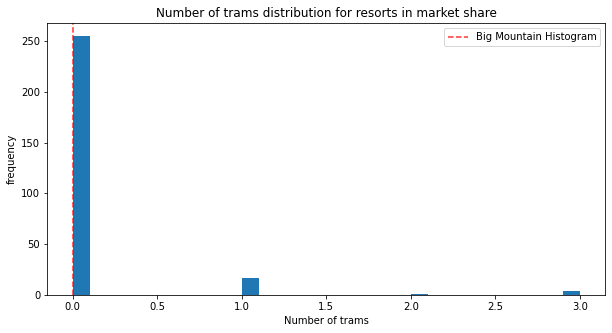 Number of trams distribution for resorts in market share
Big Mountain Histogram
frequency
250
200
150
100
50
0
0.0 0.5 1.0 1.5 2.0 2.5 3.0
Number of trams